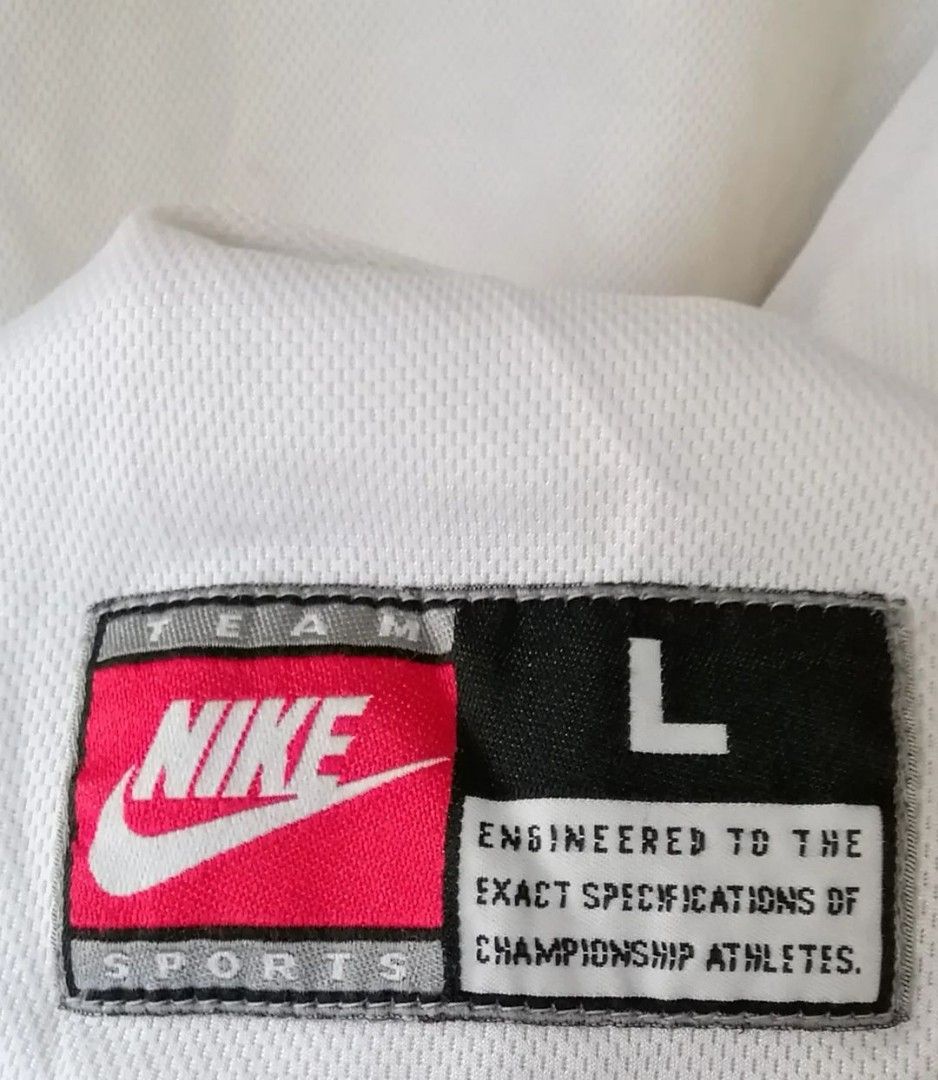 TEAM
NIKE
SPORTS
L
ENGINEERED TO THE
EXACT SPECIFICATIONS OF
CHAMPIONSHIP ATHLETES.